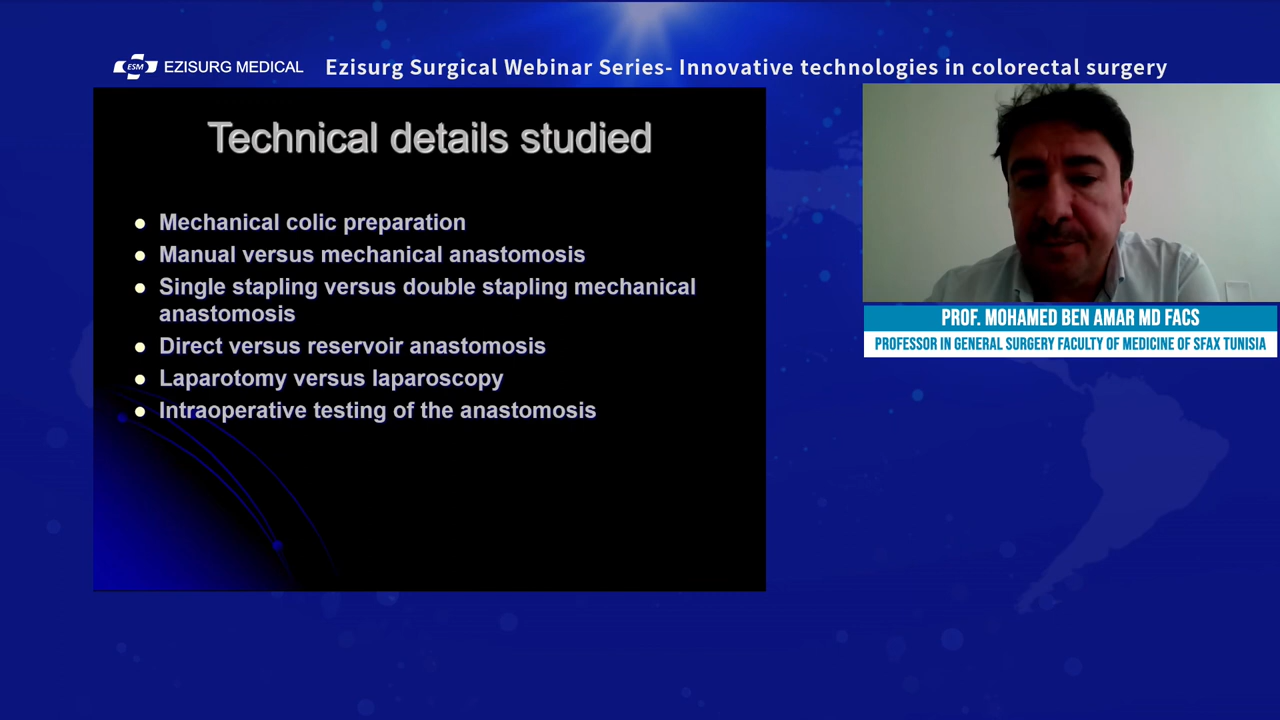 ESM
EZISURG MEDICAL
Ezisurg Surgical Webinar Series- Innovative technologies in colorectal surgery
Technical details studied
Mechanical colic preparation
Manual versus mechanical anastomosis
Single stapling versus double stapling mechanical
anastomosis
Direct versus reservoir anastomosis
Laparotomy versus laparoscopy
Intraoperative testing of the anastomosis
PROF. MOHAMED BEN AMAR MD FACS
PROFESSOR IN GENERAL SURGERY FACULTY OF MEDICINE OF SFAX TUNISIA